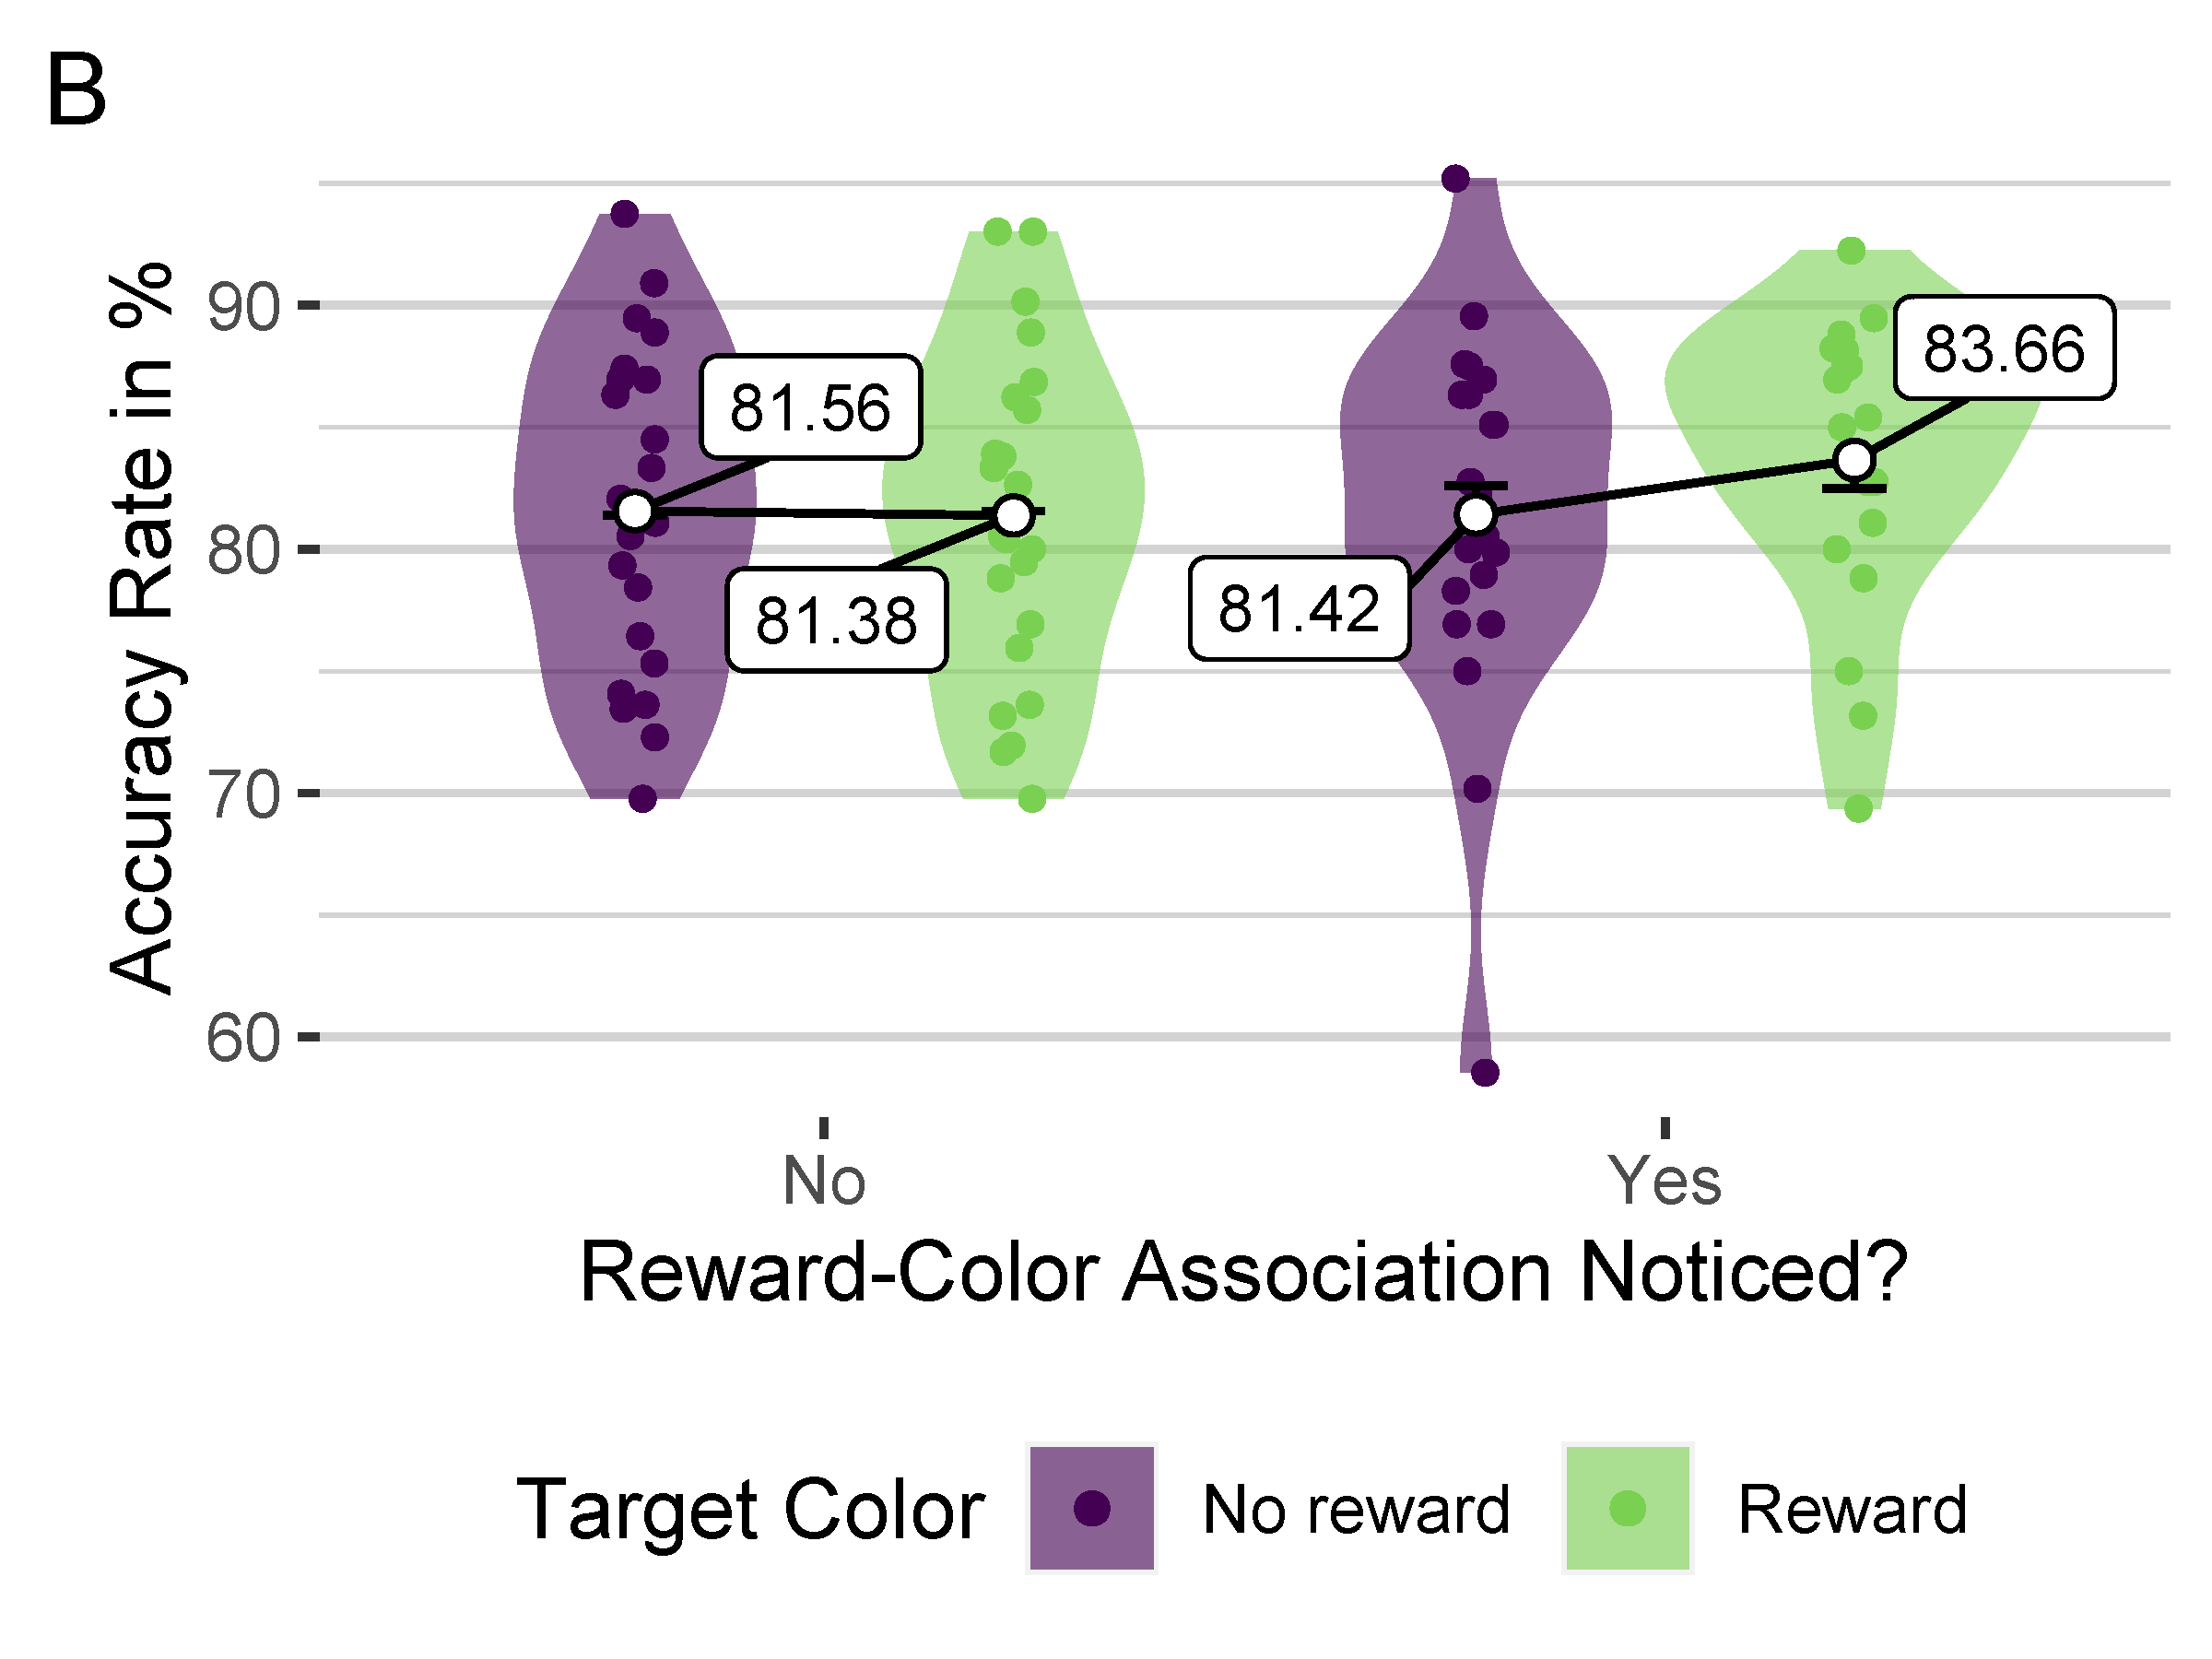 B
Accuracy Rate in %
90
80
70
60
81.56
81.38
81.42
83.66
No
Yes
Reward-Color Association Noticed?
Target Color
No reward
Reward